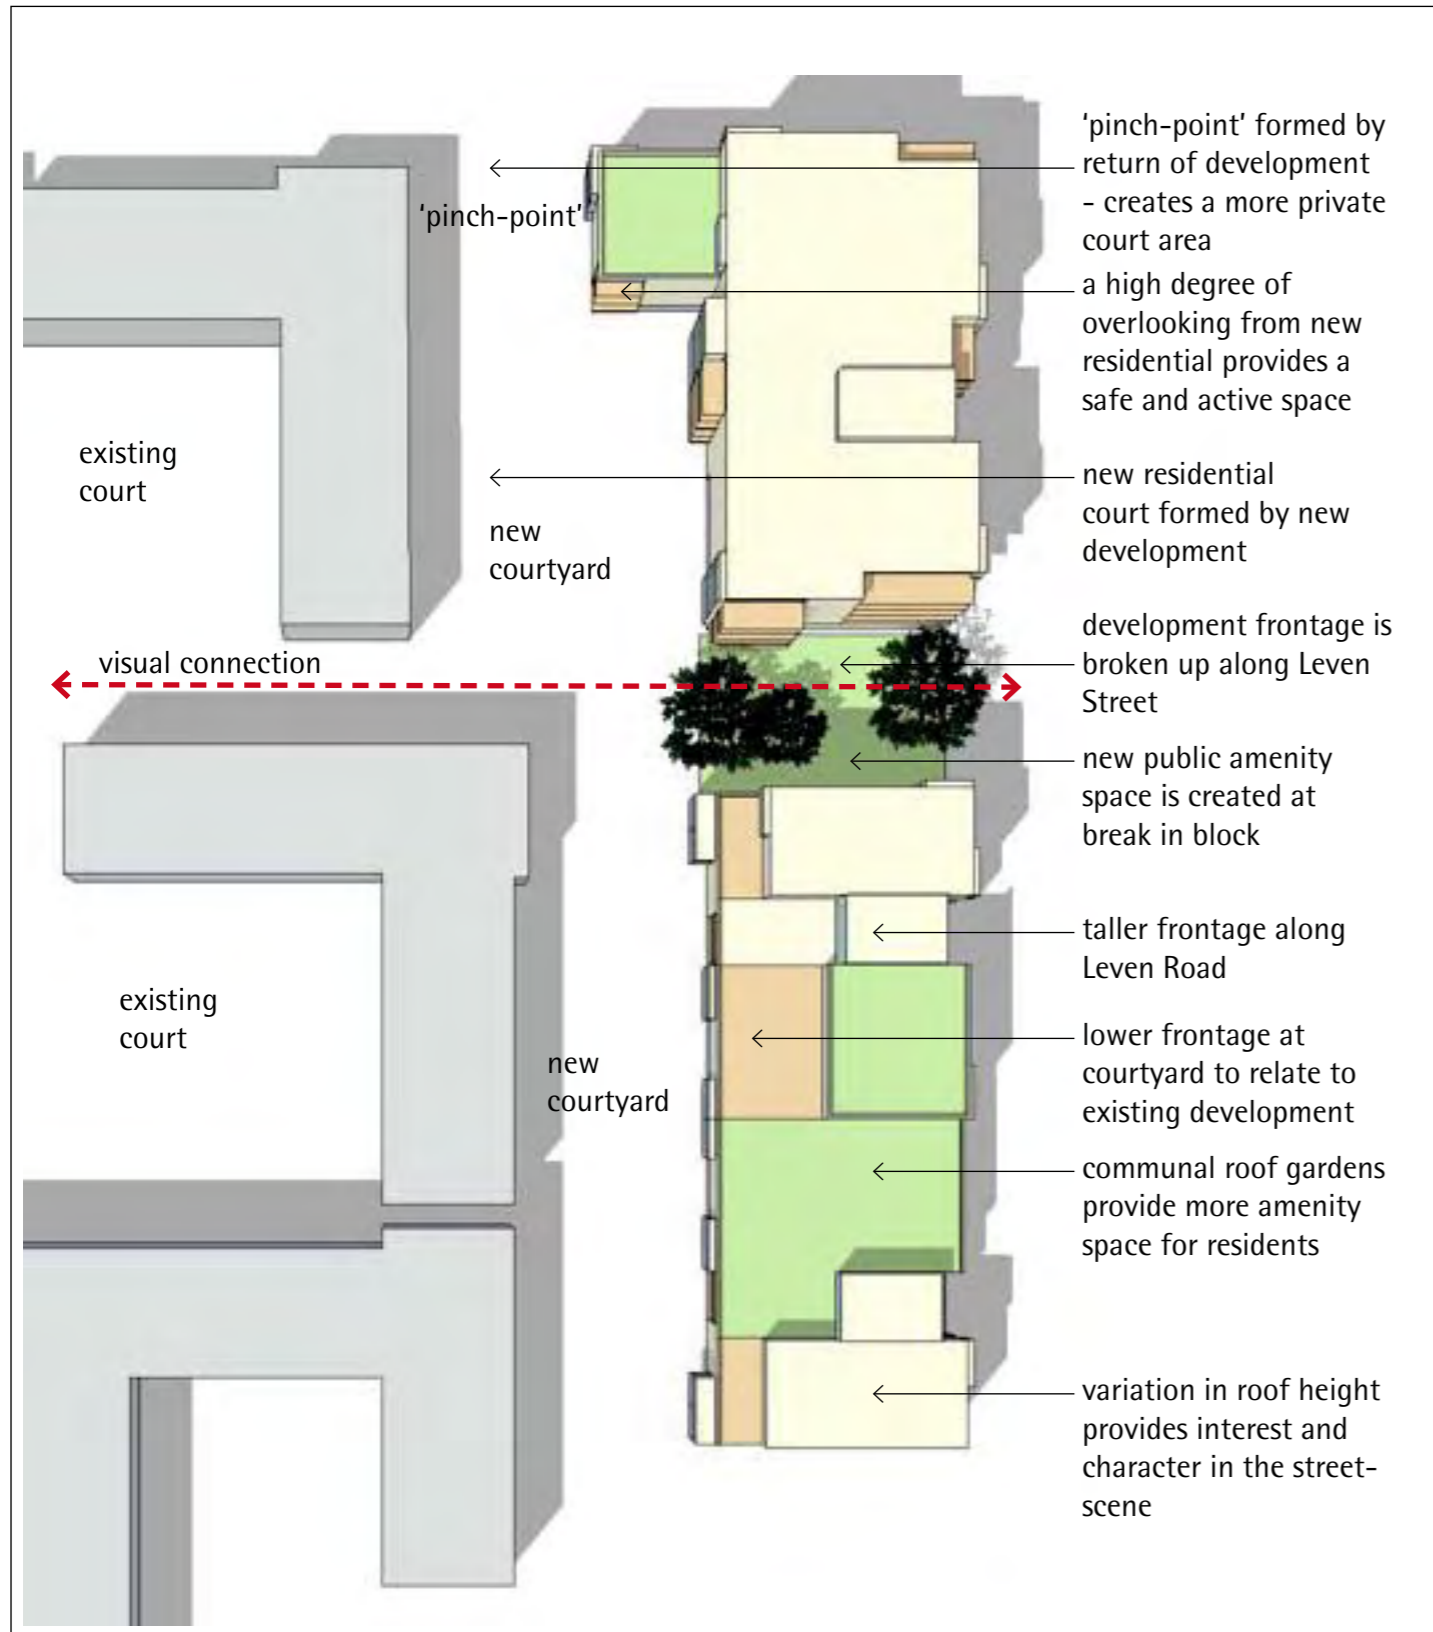 'pinch-point' formed by
return of development
- creates a more private
court area
'pinch-point'
a high degree of
overlooking from new
residential provides a
safe and active space
existing
court
new residential
court formed by new
development
new
courtyard
development frontage is
broken up along Leven
Street
visual connection
new public amenity
space is created at
break in block
taller frontage along
Leven Road
existing
court
lower frontage at
courtyard to relate to
existing development
new
courtyard
communal roof gardens
provide more amenity
space for residents
variation in roof height
provides interest and
character in the street-
scene